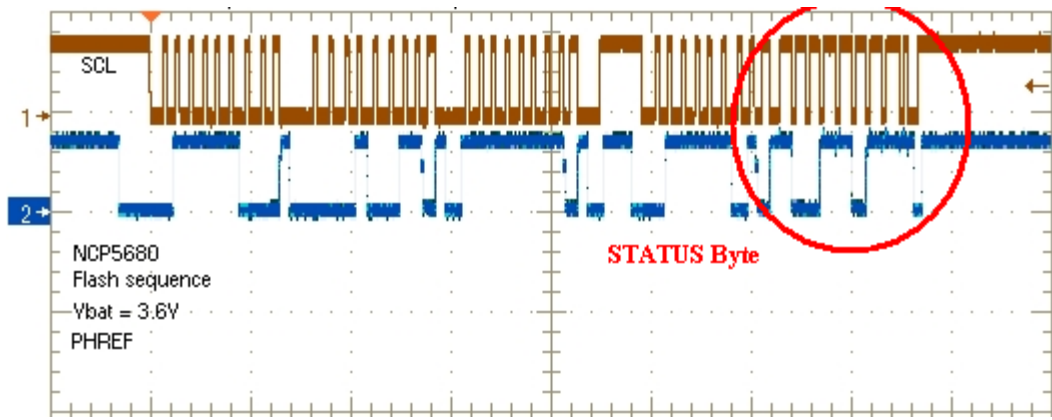 SCL
1
2
STATUS Byte
NCP5680
Flash sequence
Vbat = 3.6V
PHREF